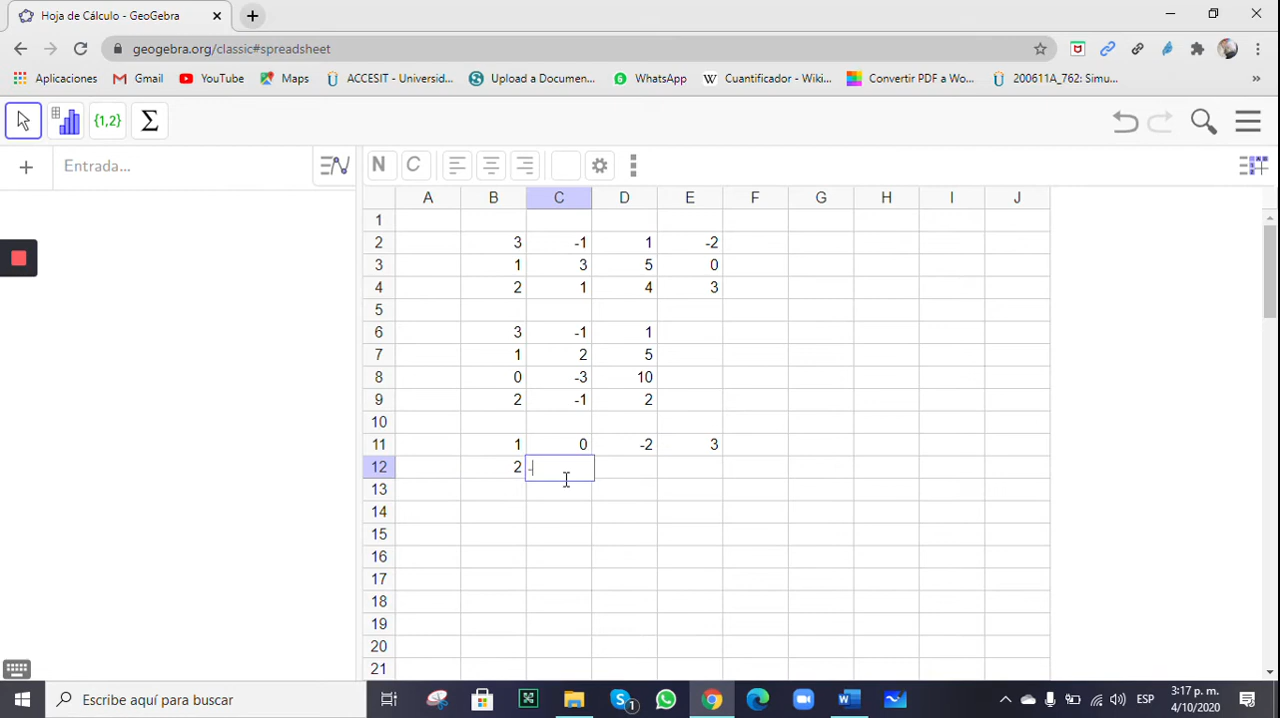 Hoja de Cálculo - GeoGebra
geogebra.org/classic#spreadsheet
Aplicaciones Gmail YouTube Maps ACCESIT - Universid... Upload a Documen... WhatsApp Cuantificador - Wiki... Convertir PDF a Wo... 200611A_762: Simu... »
{1,2} Σ
Entrada... N C
A B C D E F G H I J
1
2 3 -1 1 -2
3 1 3 5 0
4 2 1 4 3
5
6 3 -1 1
7 1 2 5
8 0 -3 10
9 2 -1 2
10
11 1 0 -2 3
12 2 -
13
14
15
16
17
18
19
20
21
Escribe aquí para buscar
1
ESP
3:17 p. m.
4/10/2020